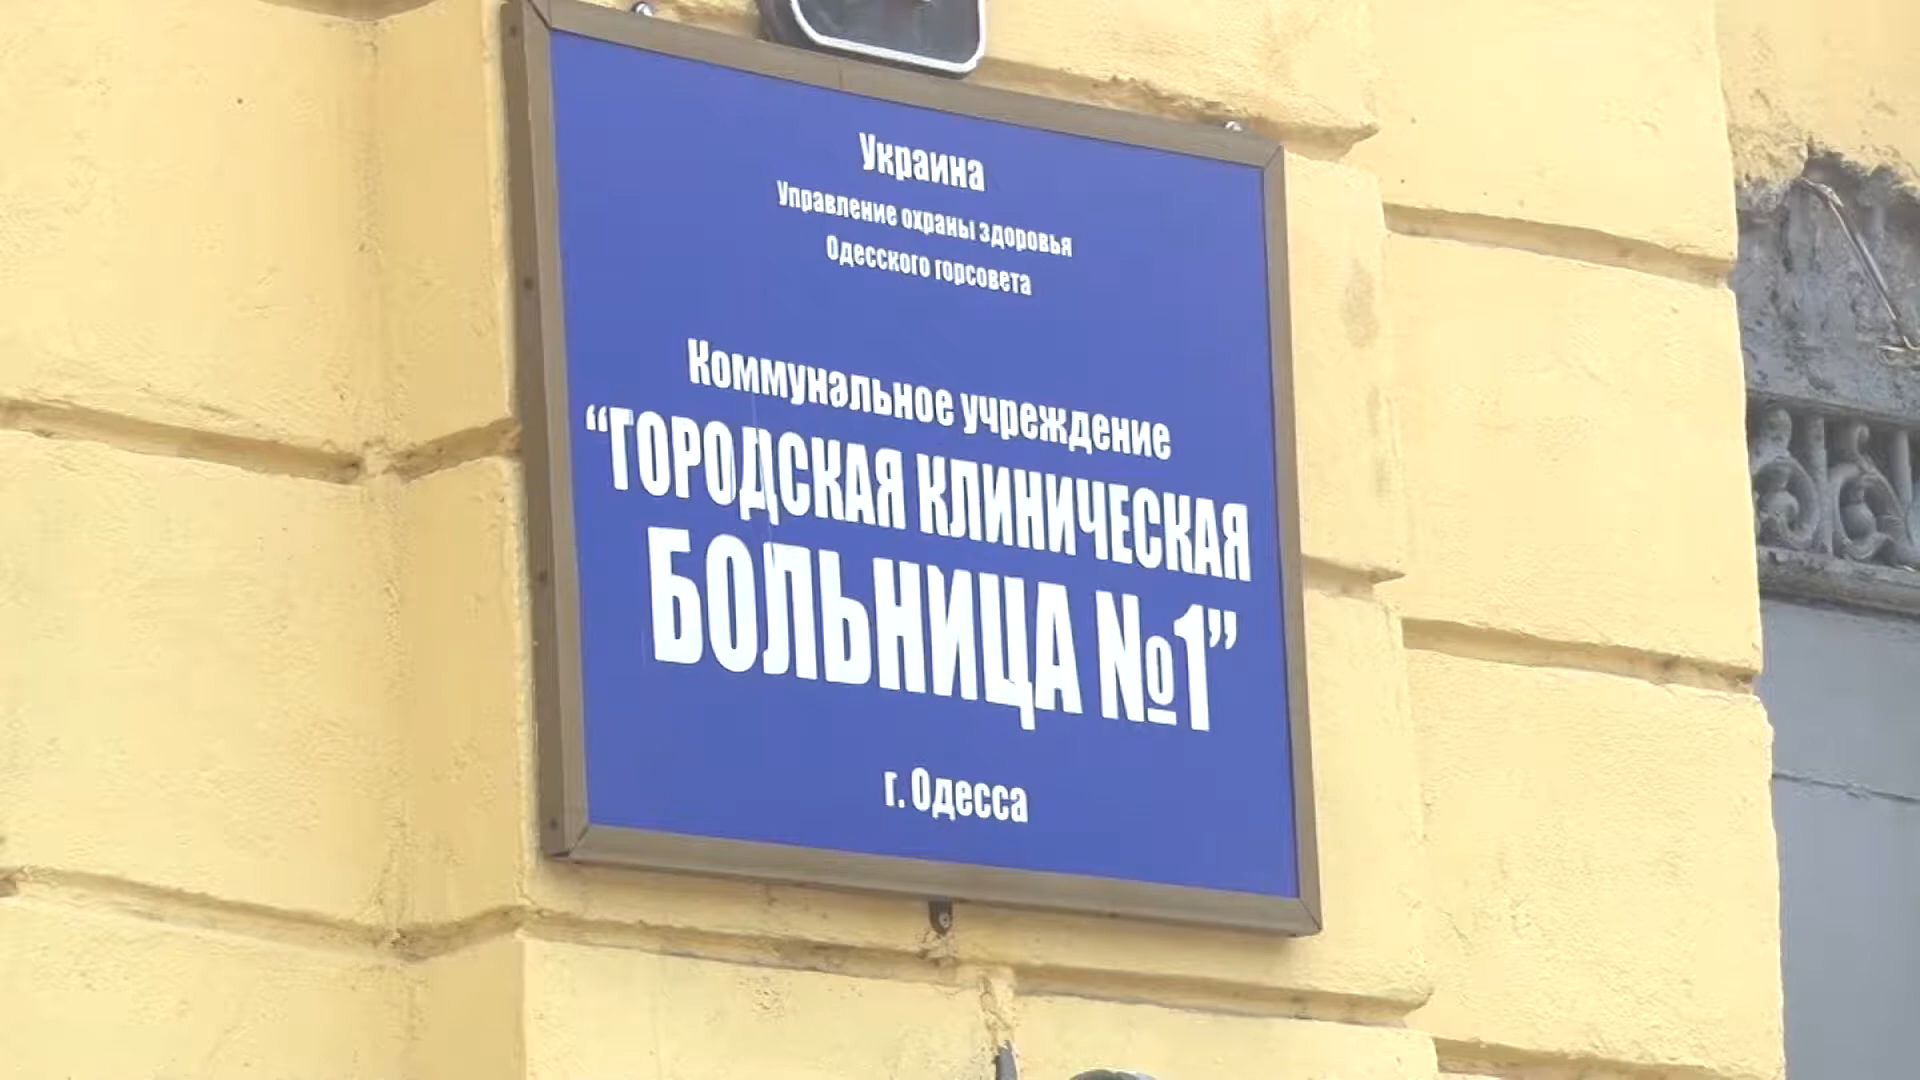 Украина
Управление охраны здоровья
Одесского горсовета
Коммунальное учреждение
“ГОРОДСКАЯ КЛИНИЧЕСКАЯ
БОЛЬНИЦА №1”
г. Одесса